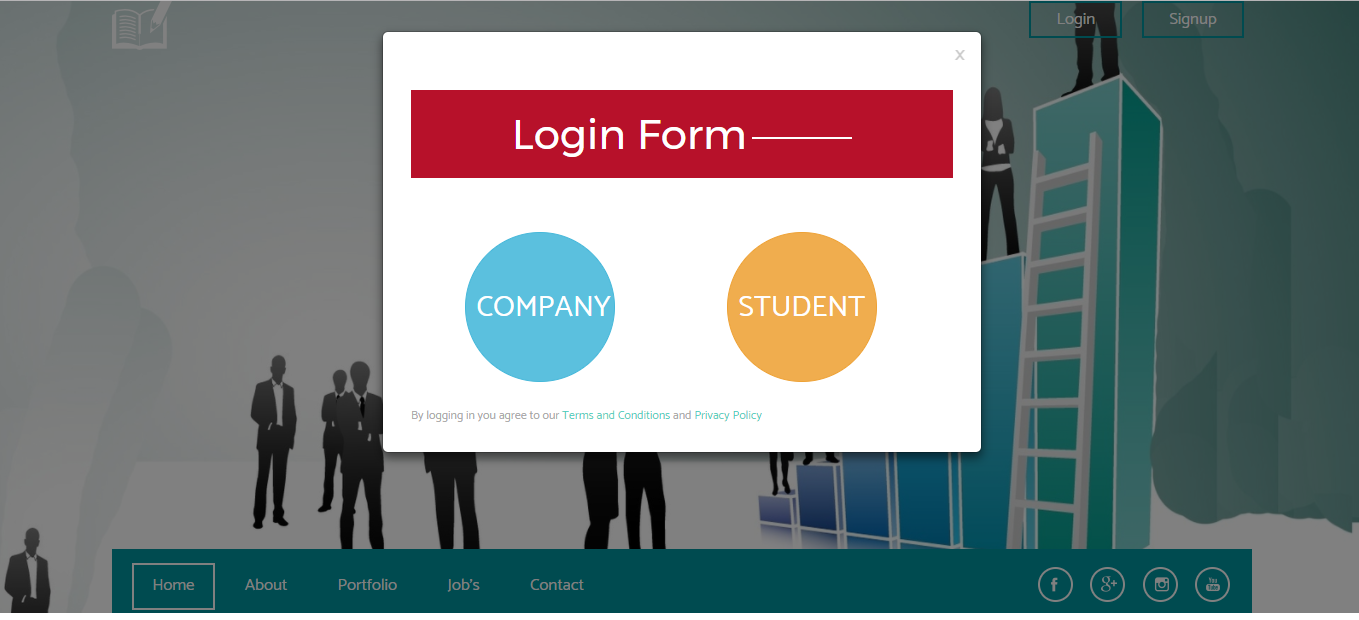 Login
Signup
x
Login Form
COMPANY
STUDENT
By logging in you agree to our Terms and Conditions and Privacy Policy
Home
About
Portfolio
Job's
Contact
f
g+
You Tube